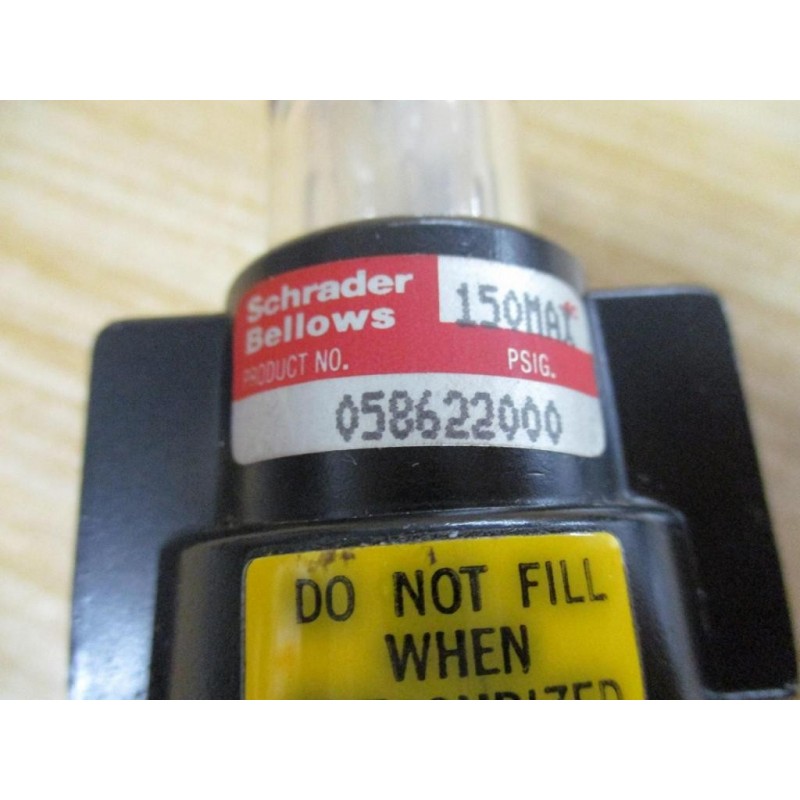 Schrader
Bellows
150MAX
PRODUCT NO.
PSIG.
058622000
DO NOT FILL
WHEN